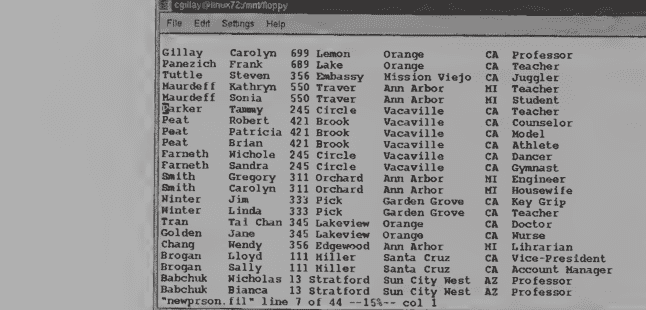 cgillay@linux72:/mnt/floppy
File Edit Settings Help
Gillay Carolyn 699 Lemon Orange CA Professor
Panezich Frank 689 Lake Orange CA Teacher
Tuttle Steven 356 Embassy Mission Viejo CA Juggler
Maurdeff Kathryn 550 Traver Ann Arbor MI Teacher
Maurdeff Sonia 550 Traver Ann Arbor MI Student
Parker Tammy 245 Circle Vacaville CA Teacher
Peat Robert 421 Brook Vacaville CA Counselor
Peat Patricia 421 Brook Vacaville CA Model
Peat Brian 421 Brook Vacaville CA Athlete
Farneth Nichole 245 Circle Vacaville CA Dancer
Farneth Sandra 245 Circle Vacaville CA Gymnast
Smith Gregory 311 Orchard Ann Arbor MI Engineer
Smith Carolyn 311 Orchard Ann Arbor MI Housewife
Winter Jim 333 Pick Garden Grove CA Key Grip
Winter Linda 333 Pick Garden Grove CA Teacher
Tran Tai Chan 345 Lakeview Orange CA Doctor
Golden Jane 345 Lakeview Orange CA Nurse
Chang Wendy 356 Edgewood Ann Arbor MI Librarian
Brogan Lloyd 111 Miller Santa Cruz CA Vice-President
Brogan Sally 111 Miller Santa Cruz CA Account Manager
Babchuk Nicholas 13 Stratford Sun City West AZ Professor
Babchuk Bianca 13 Stratford Sun City West AZ Professor
"newprson.fil" line 7 of 44 --15%-- col 1